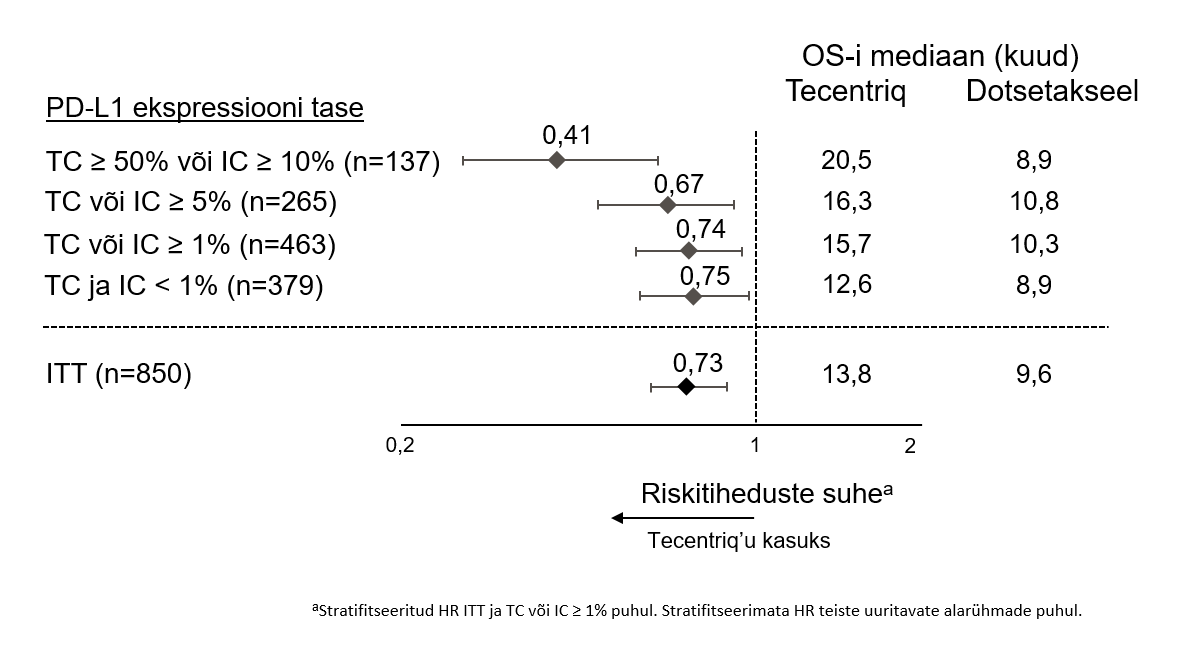 OS-i mediaan (kuud)
Tecentriq Dotsetakseel
PD-L1 ekspressiooni tase
0,41
TC ≥ 50% või IC ≥ 10% (n=137) 20,5 8,9
0,67
TC või IC ≥ 5% (n=265) 16,3 10,8
0,74
TC või IC ≥ 1% (n=463) 15,7 10,3
0,75
TC ja IC < 1% (n=379) 12,6 8,9
0,73
ITT (n=850) 13,8 9,6
0,2 1 2
Riskitiheduste suheᵃ
Tecentriq’u kasuks
ᵃStratifitseeritud HR ITT ja TC või IC ≥ 1% puhul. Stratifitseerimata HR teiste uuritavate alarühmade puhul.